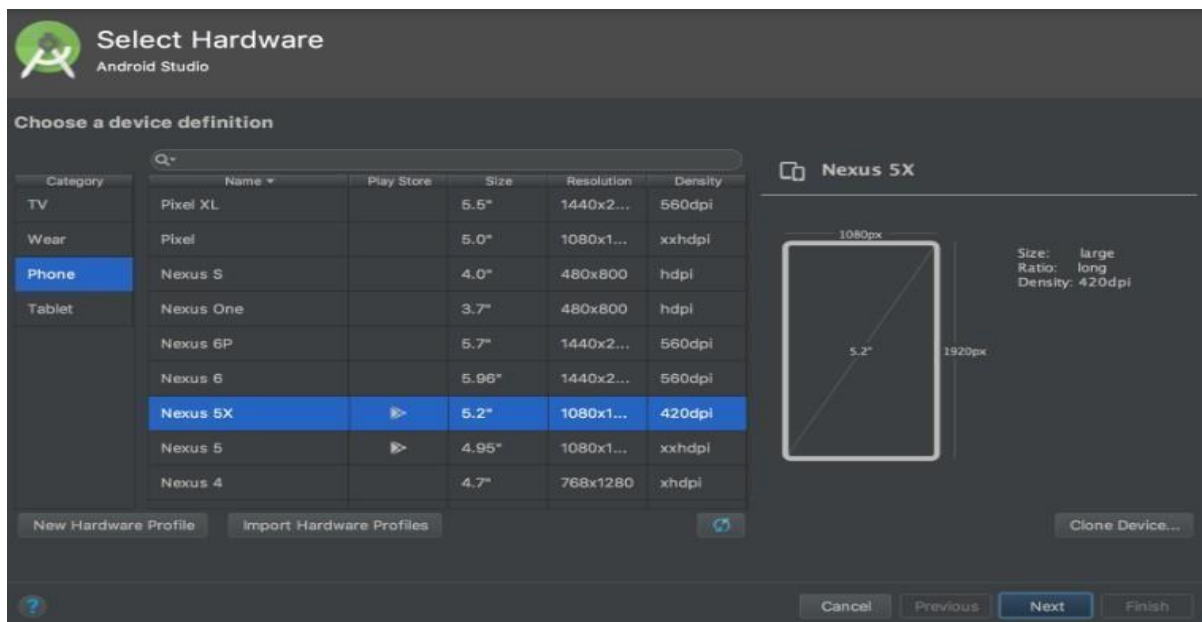 Select Hardware
Android Studio
Choose a device definition
Category Name Play Store Size Resolution Density
TV Pixel XL 5.5" 1440x2... 560dpi
Wear Pixel 5.0" 1080x1... xxhdpi
Phone Nexus S 4.0" 480x800 hdpi
Tablet Nexus One 3.7" 480x800 hdpi
Nexus 6P 5.7" 1440x2... 560dpi
Nexus 6 5.96" 1440x2... 560dpi
Nexus 5X 5.2" 1080x1... 420dpi
Nexus 5 4.95" 1080x1... xxhdpi
Nexus 4 4.7" 768x1280 xhdpi
New Hardware Profile Import Hardware Profiles
Nexus 5X
1080px
Size: large
Ratio: long
Density: 420dpi
5.2" 1920px
Clone Device...
? Cancel Previous Next Finish